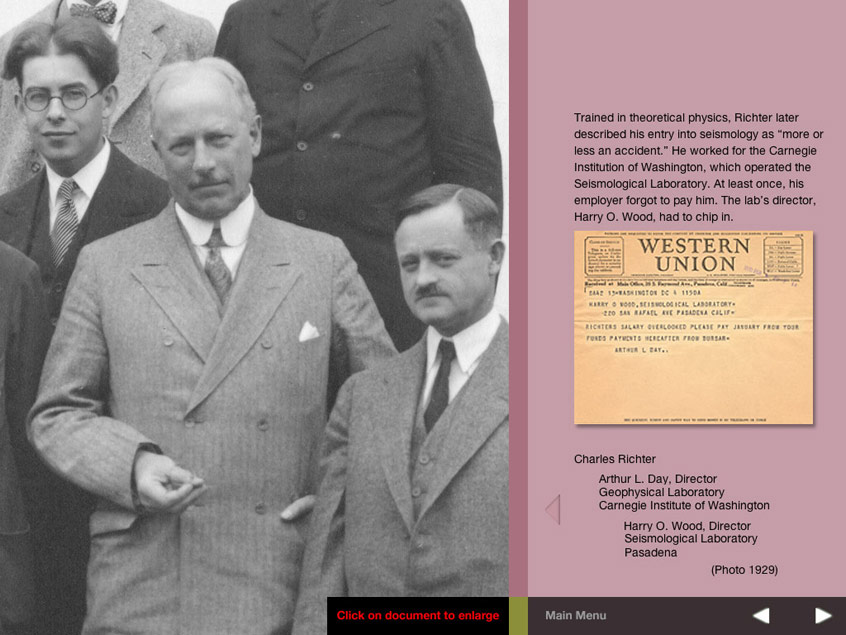 Trained in theoretical physics, Richter later
described his entry into seismology as “more or
less an accident.” He worked for the Carnegie
Institution of Washington, which operated the
Seismological Laboratory. At least once, his
employer forgot to pay him. The lab’s director,
Harry O. Wood, had to chip in.
WESTERN
UNION
Received at Main Office, Raymond Ave., Pasadena, Calif.
2A42 13=WASHINGTON DC 4 1150A
HARRY O WOOD, SEISMOLOGICAL LABORATORY=
220 SAN RAFAEL AVE PASADENA CALIF=
RICHTERS SALARY OVERLOOKED PLEASE PAY JANUARY FROM YOUR
FUNDS PAYMENTS HEREAFTER FROM BURSAR=
ARTHUR L DAY..
Charles Richter
Arthur L. Day, Director
Geophysical Laboratory
Carnegie Institute of Washington
Harry O. Wood, Director
Seismological Laboratory
Pasadena
(Photo 1929)
Click on document to enlarge
Main Menu